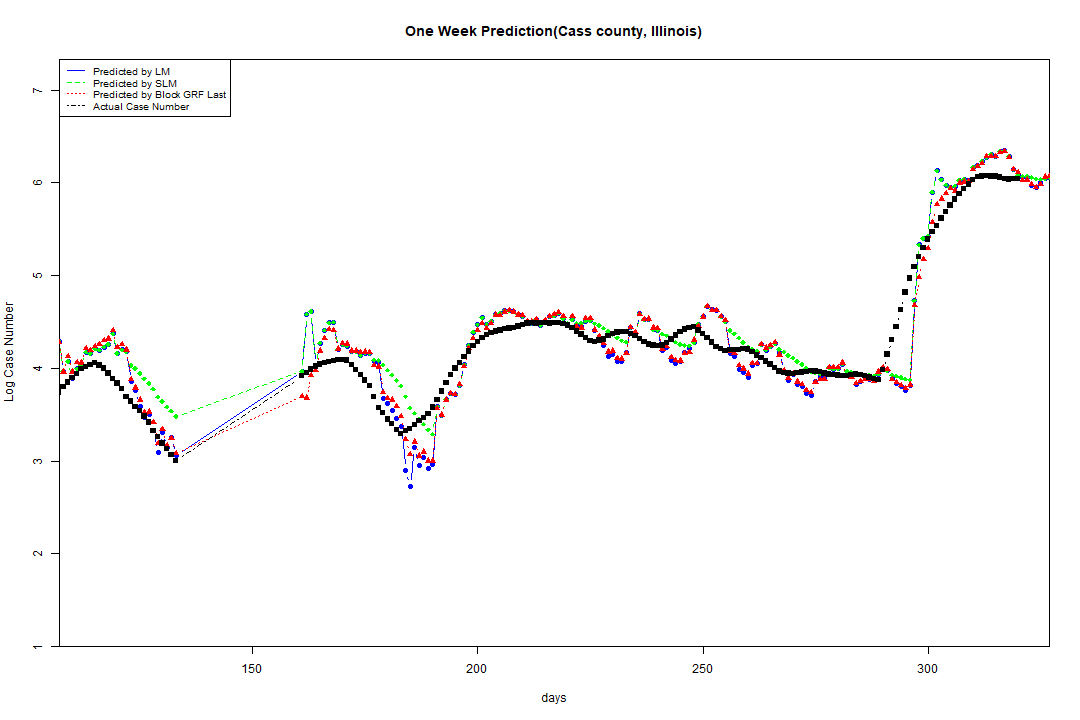 One Week Prediction(Cass county, Illinois)
Predicted by LM
Predicted by SLM
Predicted by Block GRF Last
Actual Case Number
Log Case Number
7
6
5
4
3
2
1
150
200
250
300
days